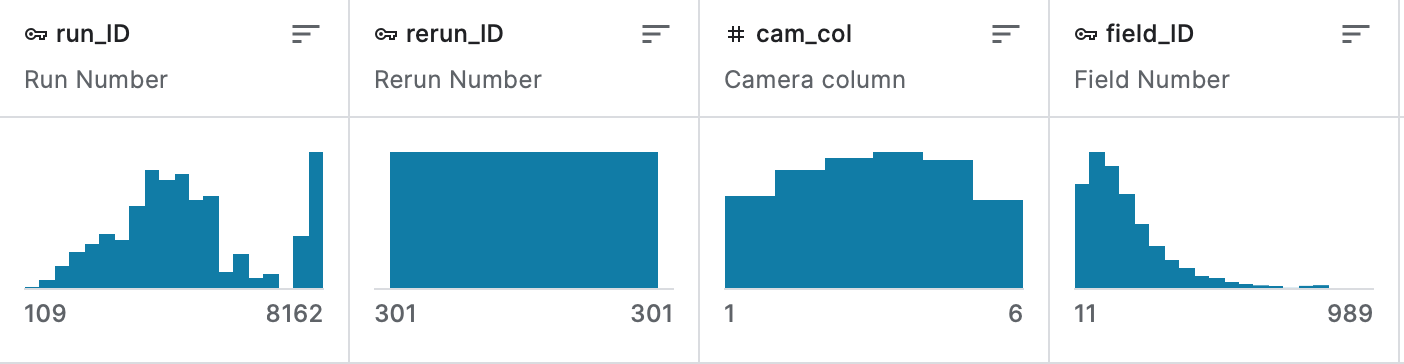 run_ID
Run Number
109 8162
rerun_ID
Rerun Number
301 301
# cam_col
Camera column
1 6
field_ID
Field Number
11 989